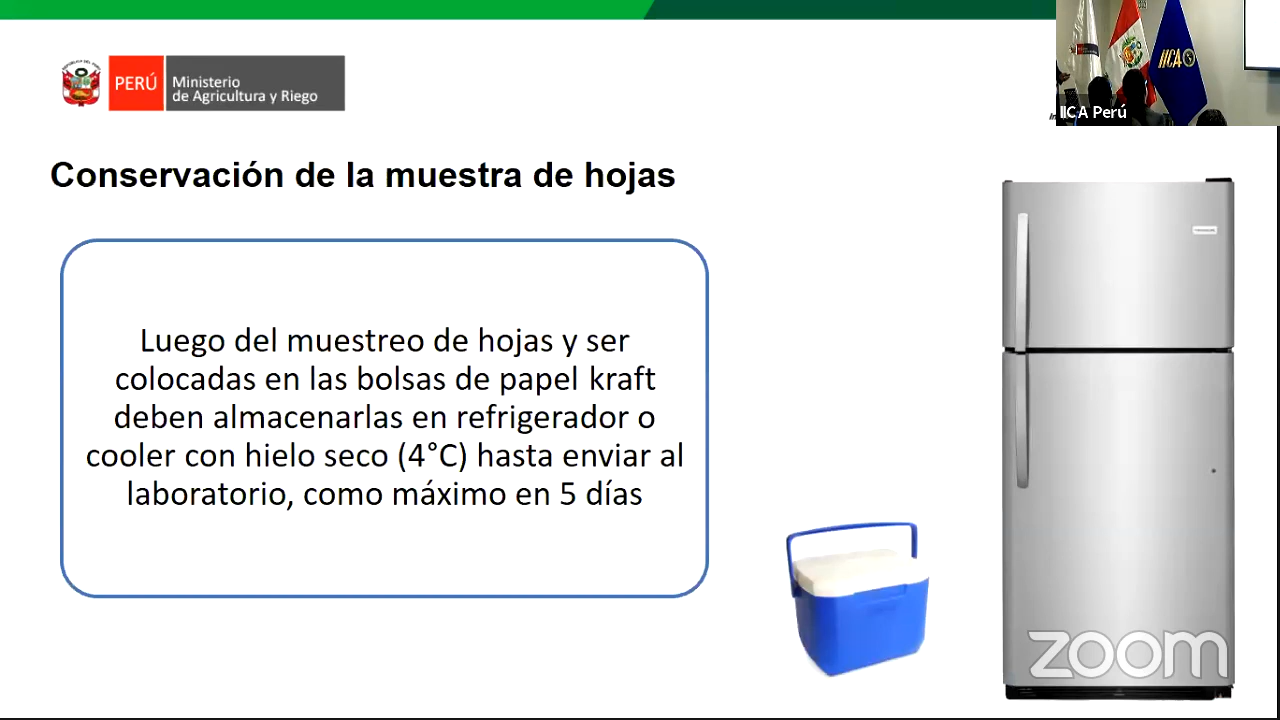 PERÚ
Ministerio
de Agricultura y Riego
IICA
IICA Perú
Conservación de la muestra de hojas
Luego del muestreo de hojas y ser
colocadas en las bolsas de papel kraft
deben almacenarlas en refrigerador o
cooler con hielo seco (4°C) hasta enviar al
laboratorio, como máximo en 5 días
zoom